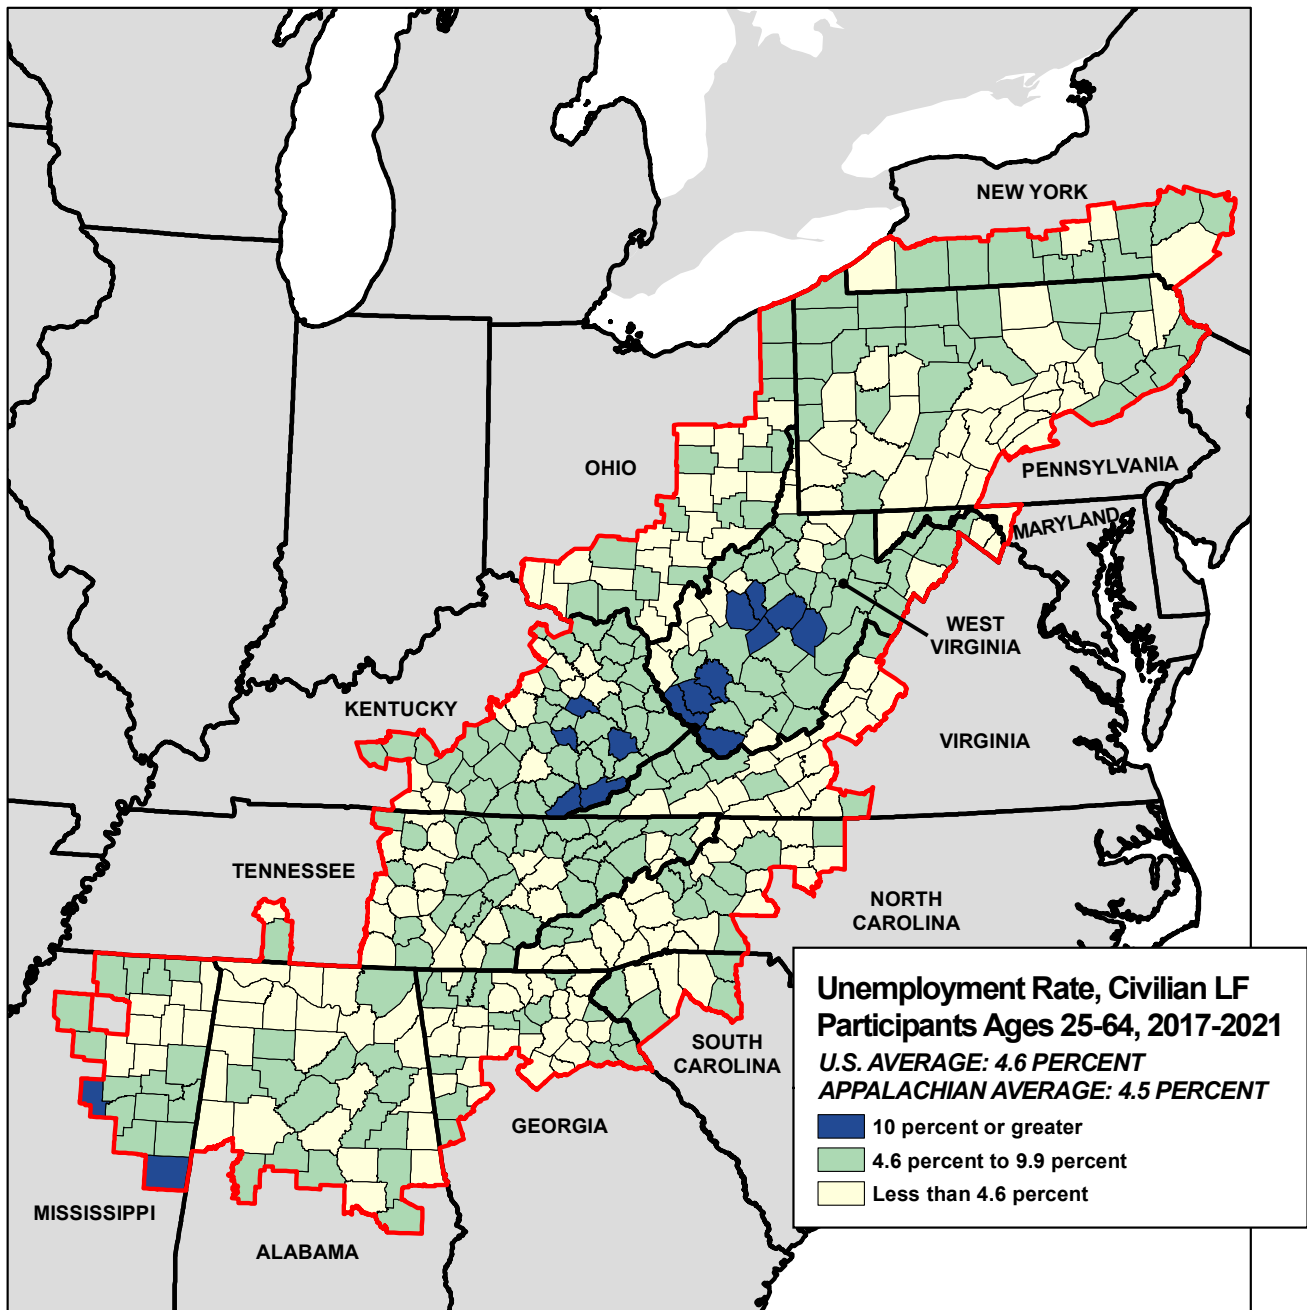 NEW YORK
OHIO
PENNSYLVANIA
MARYLAND
WEST
VIRGINIA
KENTUCKY
VIRGINIA
TENNESSEE
NORTH
CAROLINA
SOUTH
CAROLINA
GEORGIA
MISSISSIPPI
ALABAMA
Unemployment Rate, Civilian LF
Participants Ages 25-64, 2017-2021
U.S. AVERAGE: 4.6 PERCENT
APPALACHIAN AVERAGE: 4.5 PERCENT
10 percent or greater
4.6 percent to 9.9 percent
Less than 4.6 percent